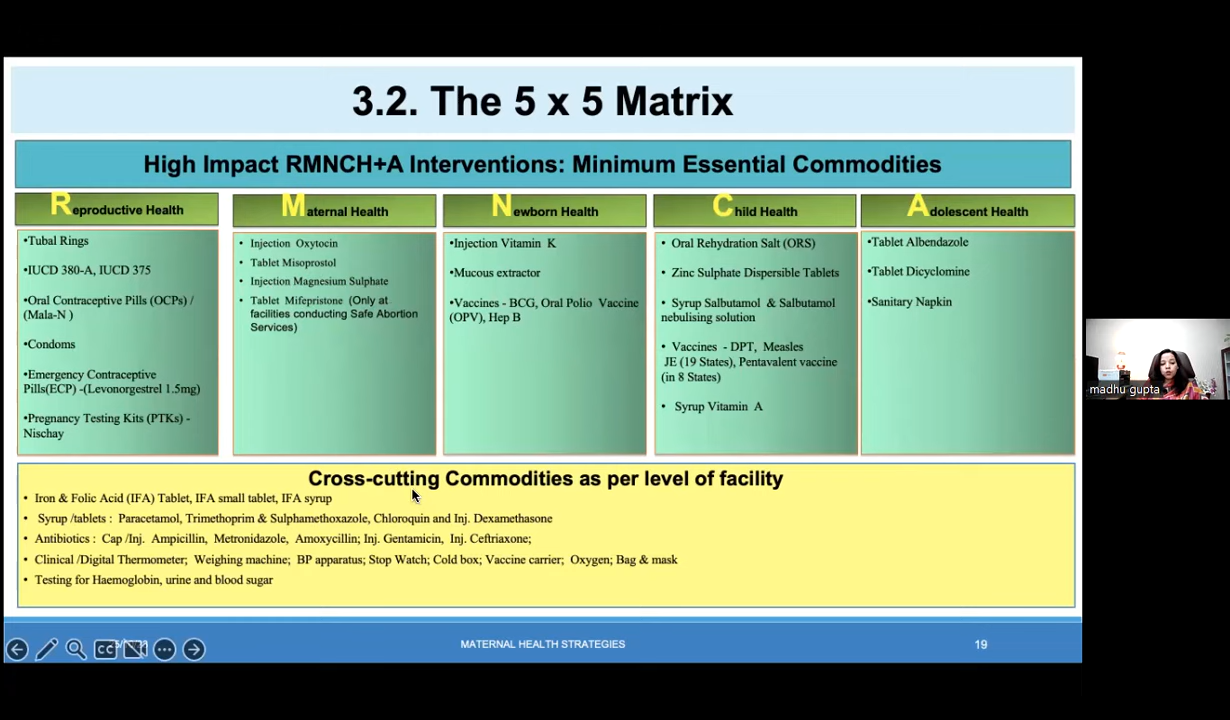 3.2. The 5 x 5 Matrix
High Impact RMNCH+A Interventions: Minimum Essential Commodities
Reproductive Health
•Tubal Rings
•IUCD 380-A, IUCD 375
•Oral Contraceptive Pills (OCPs) /
(Mala-N )
•Condoms
•Emergency Contraceptive
Pills(ECP) -(Levonorgestrel 1.5mg)
•Pregnancy Testing Kits (PTKs) -
Nischay
Maternal Health
• Injection Oxytocin
• Tablet Misoprostol
• Injection Magnesium Sulphate
• Tablet Mifepristone (Only at
facilities conducting Safe Abortion
Services)
Newborn Health
•Injection Vitamin K
•Mucous extractor
•Vaccines - BCG, Oral Polio Vaccine
(OPV), Hep B
Child Health
• Oral Rehydration Salt (ORS)
• Zinc Sulphate Dispersible Tablets
• Syrup Salbutamol & Salbutamol
nebulising solution
• Vaccines - DPT, Measles
JE (19 States), Pentavalent vaccine
(in 8 States)
• Syrup Vitamin A
Adolescent Health
•Tablet Albendazole
•Tablet Dicyclomine
•Sanitary Napkin
Cross-cutting Commodities as per level of facility
• Iron & Folic Acid (IFA) Tablet, IFA small tablet, IFA syrup
• Syrup /tablets : Paracetamol, Trimethoprim & Sulphamethoxazole, Chloroquin and Inj. Dexamethasone
• Antibiotics : Cap /Inj. Ampicillin, Metronidazole, Amoxycillin; Inj. Gentamicin, Inj. Ceftriaxone;
• Clinical /Digital Thermometer; Weighing machine; BP apparatus; Stop Watch; Cold box; Vaccine carrier; Oxygen; Bag & mask
• Testing for Haemoglobin, urine and blood sugar
CC
MATERNAL HEALTH STRATEGIES
19
madhu gupta